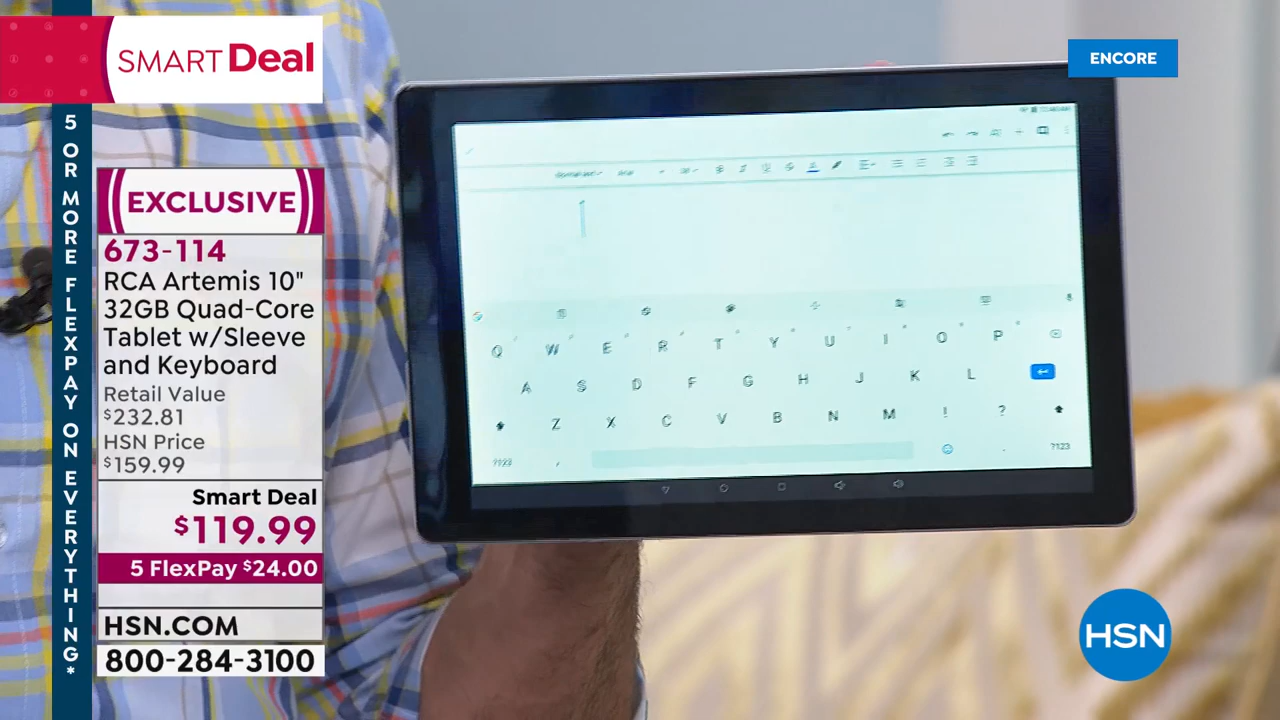 SMART Deal
ENCORE
5 OR MORE FLEXPAY ON EVERYTHING*
(EXCLUSIVE)
673-114
RCA Artemis 10"
32GB Quad-Core
Tablet w/Sleeve
and Keyboard
Retail Value
$232.81
HSN Price
$159.99
Smart Deal
$119.99
5 FlexPay $24.00
HSN.COM
800-284-3100
Q W E R T Y U I O P
A S D F G H J K L
Z X C V B N M ! ?
?123 , . ?123
HSN